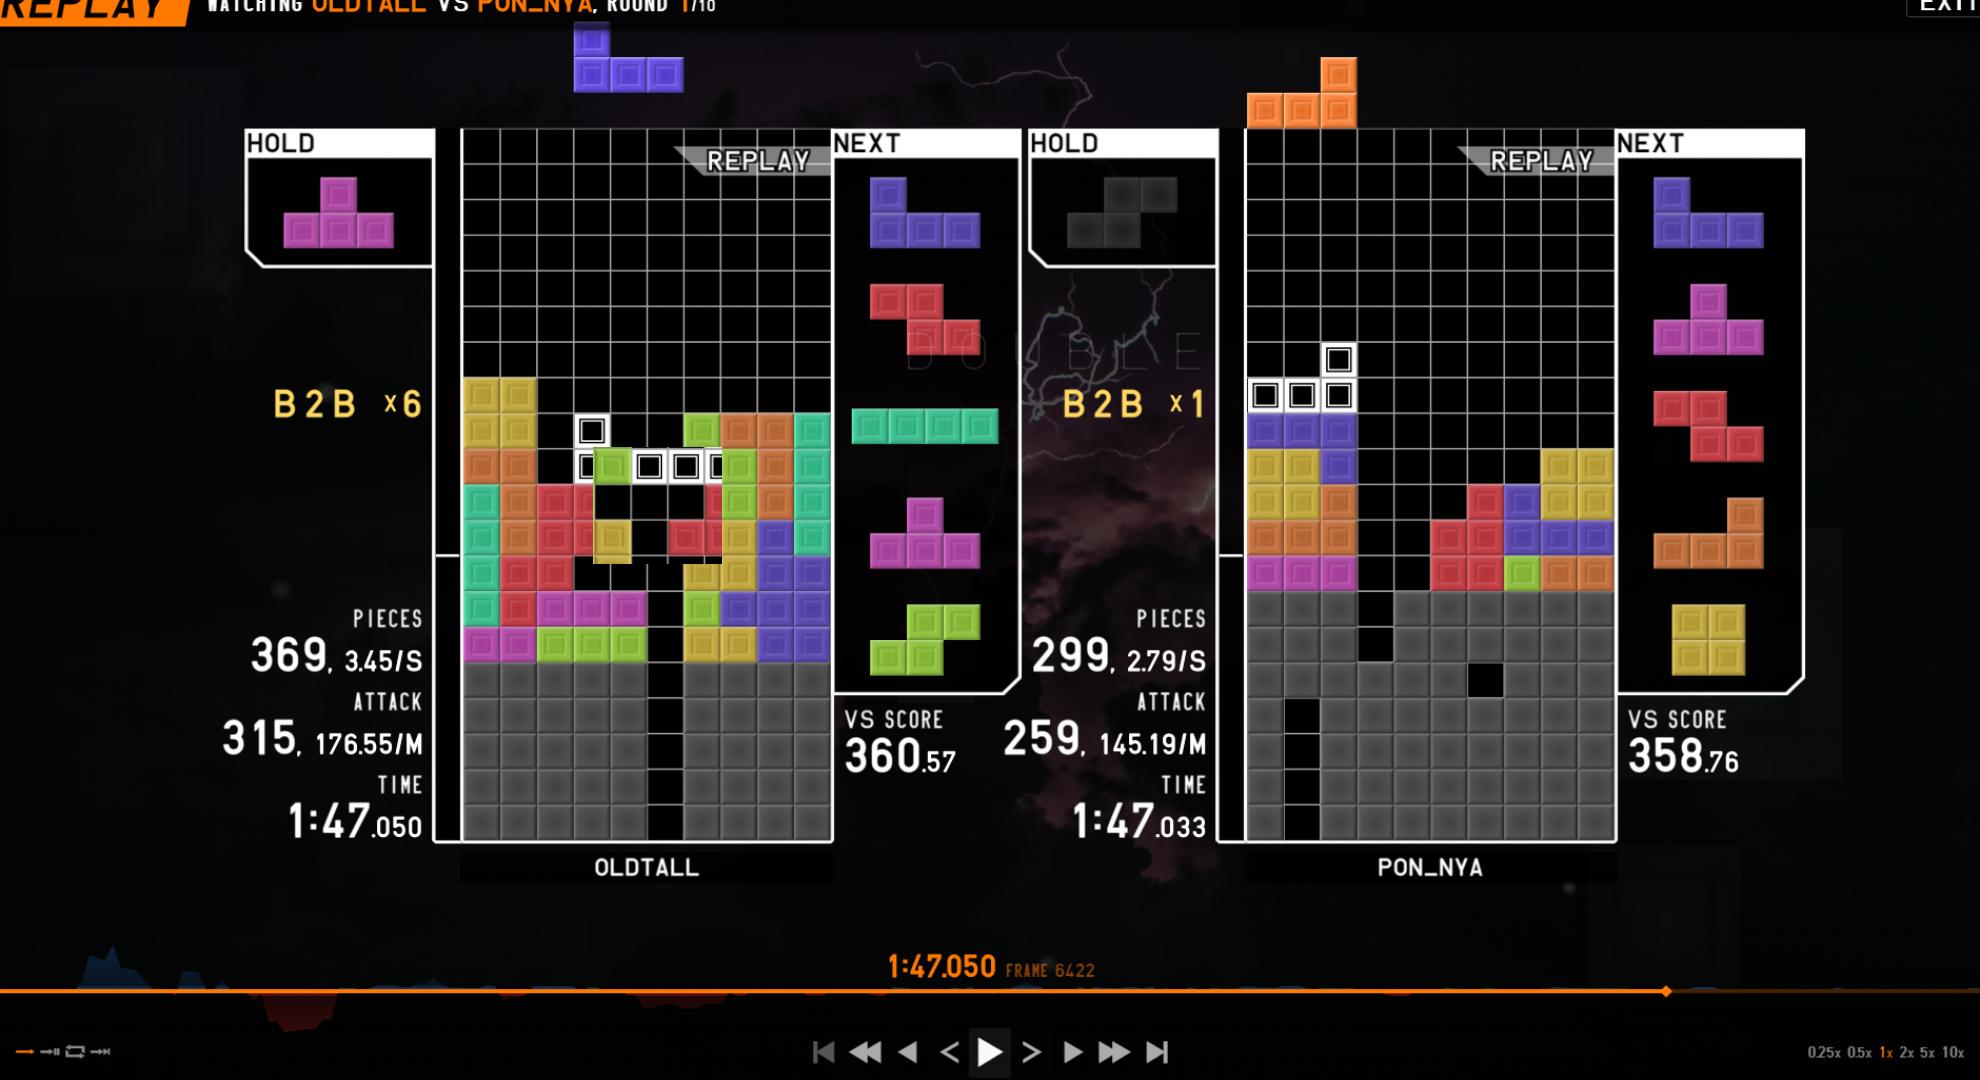 REPLAY WATCHING OLDTALL VS PON_NYA, ROUND 1/10 EXIT
HOLD
REPLAY
NEXT
HOLD
REPLAY
NEXT
DOUBLE
B2B x6
B2B x1
PIECES
369, 3.45/S
ATTACK
315, 176.55/M
TIME
1:47.050
VS SCORE
360.57
PIECES
299, 2.79/S
ATTACK
259, 145.19/M
TIME
1:47.033
VS SCORE
358.76
OLDTALL
PON_NYA
1:47.050 FRAME 6422
0.25x 0.5x 1x 2x 5x 10x